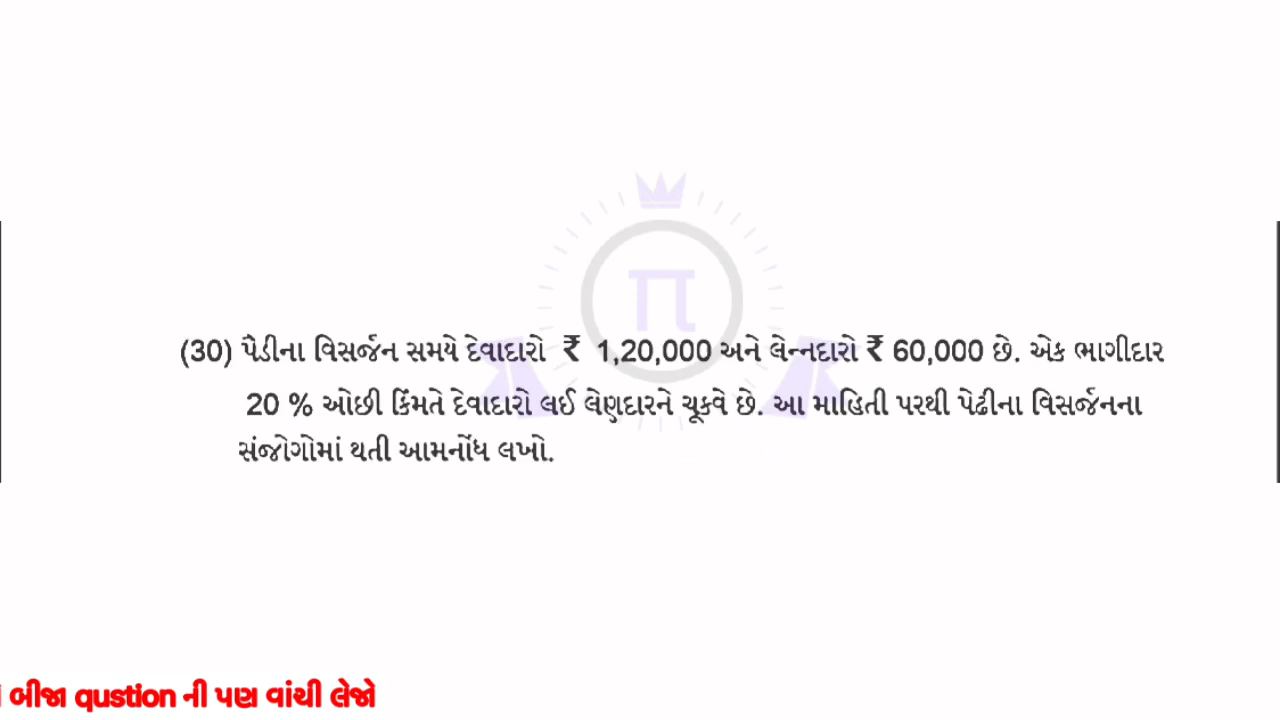 (30) પૈડીના વિસર્જન સમયે દેવાદારો ₹ 1,20,000 અને લેન્નદારો ₹ 60,000 છે. એક ભાગીદાર
20 % ઓછી કિંમતે દેવાદારો લઈ લેણદારને ચૂકવે છે. આ માહિતી પરથી પેઢીના વિસર્જનના
સંજોગોમાં થતી આમનોંધ લખો.
બીજા qustion ની પણ વાંચી લેજો